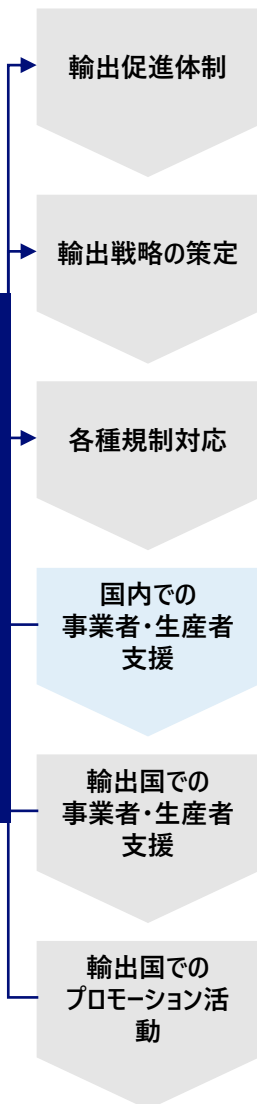 輸出促進体制
輸出戦略の策定
各種規制対応
国内での
事業者・生産者
支援
輸出国での
事業者・生産者
支援
輸出国での
プロモーション活
動